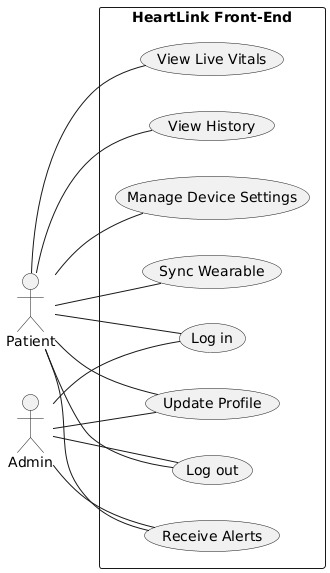 HeartLink Front-End
View Live Vitals
View History
Manage Device Settings
Sync Wearable
Patient
Log in
Update Profile
Admin
Log out
Receive Alerts